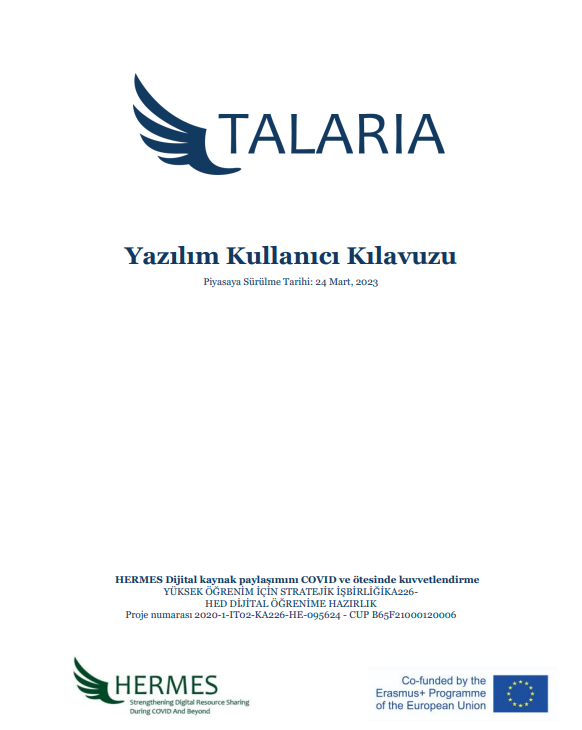 TALARIA
Yazılım Kullanıcı Kılavuzu
Piyasaya Sürülme Tarihi: 24 Mart, 2023
HERMES Dijital kaynak paylaşımını COVID ve ötesinde kuvvetlendirme
YÜKSEK ÖĞRENİM İÇİN STRATEJİK İŞBİRLİĞİKA226-
HED DİJİTAL ÖĞRENİME HAZIRLIK
Proje numarası 2020-1-IT02-KA226-HE-095624 - CUP B65F21000120006
HERMES
Strengthening Digital Resource Sharing
During COVID And Beyond
Co-funded by the
Erasmus+ Programme
of the European Union